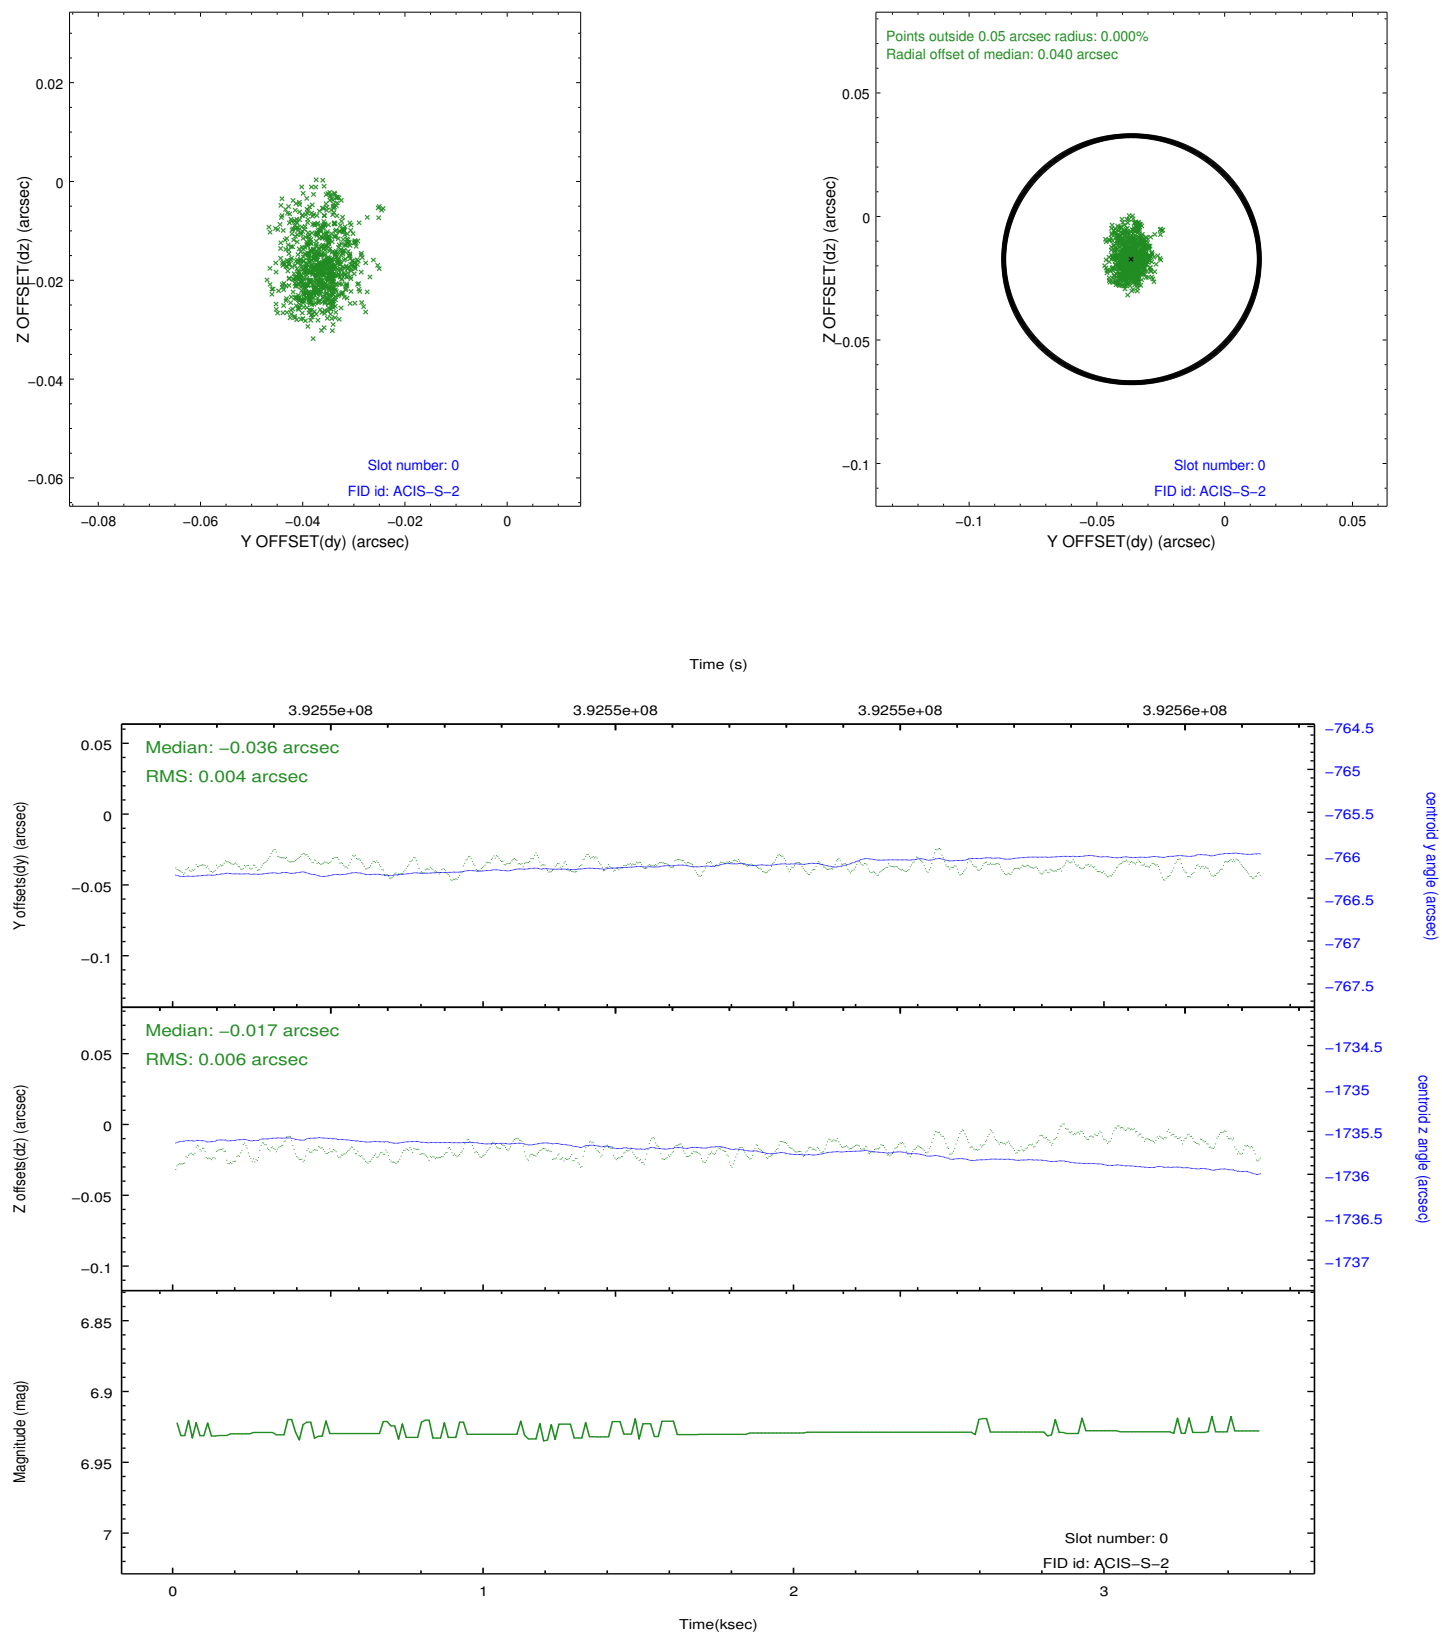 0.02
0
−0.02
−0.04
−0.06
Z OFFSET(dz) (arcsec)
Slot number: 0
FID id: ACIS−S−2
−0.08
−0.06
−0.04
−0.02
0
Y OFFSET(dy) (arcsec)
Points outside 0.05 arcsec radius: 0.000%
Radial offset of median: 0.040 arcsec
0.05
0
−0.05
−0.1
Z OFFSET(dz) (arcsec)
Slot number: 0
FID id: ACIS−S−2
−0.1
−0.05
0
0.05
Y OFFSET(dy) (arcsec)
Time (s)
3.9255e+08
3.9255e+08
3.9255e+08
3.9256e+08
Median: −0.036 arcsec
RMS: 0.004 arcsec
0.05
0
−0.05
−0.1
Y offsets(dy) (arcsec)
−764.5
−765
−765.5
−766
−766.5
−767
−767.5
centroid y angle (arcsec)
Median: −0.017 arcsec
RMS: 0.006 arcsec
0.05
0
−0.05
−0.1
Z offsets(dz) (arcsec)
−1734.5
−1735
−1735.5
−1736
−1736.5
−1737
centroid z angle (arcsec)
6.85
6.9
6.95
7
Magnitude (mag)
Slot number: 0
FID id: ACIS−S−2
0
1
2
3
Time(ksec)